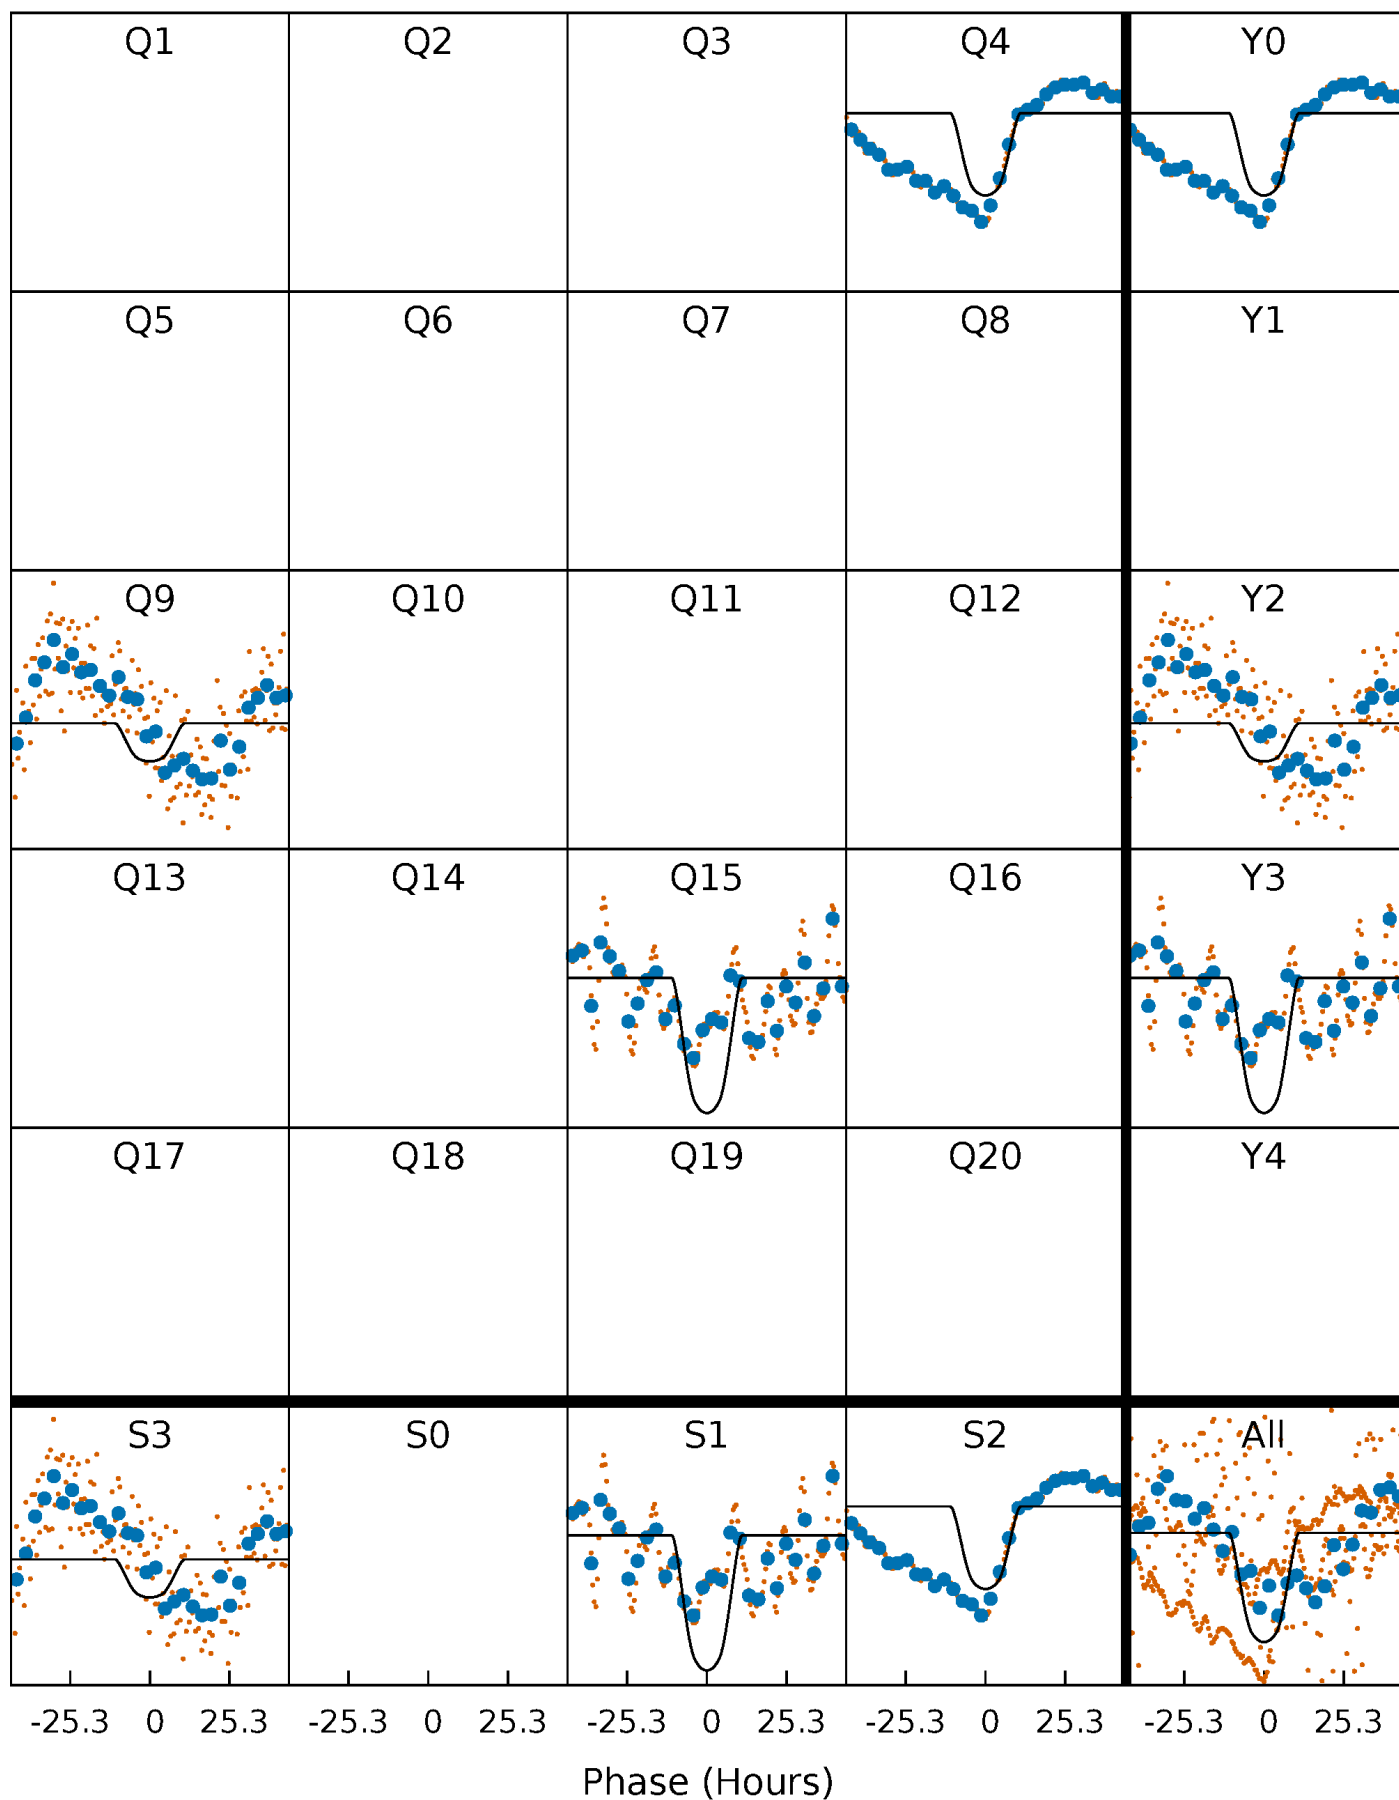 Q1 Q2 Q3 Q4 Y0
Q5 Q6 Q7 Q8 Y1
Q9 Q10 Q11 Q12 Y2
Q13 Q14 Q15 Q16 Y3
Q17 Q18 Q19 Q20 Y4
S3 S0 S1 S2 All
-25.3 0 25.3 -25.3 0 25.3 -25.3 0 25.3 -25.3 0 25.3 -25.3 0 25.3
Phase (Hours)